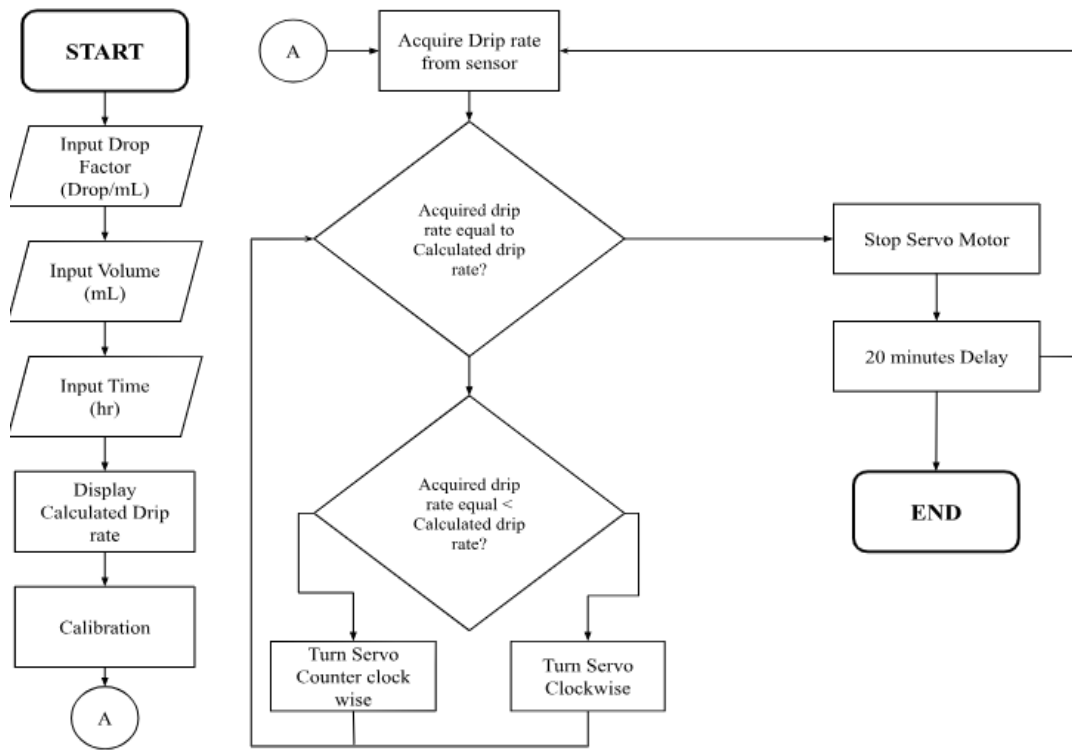 START
Input Drop
Factor
(Drop/mL)
Input Volume
(mL)
Input Time
(hr)
Display
Calculated Drip
rate
Calibration
A
A
Acquire Drip rate
from sensor
Acquired drip
rate equal to
Calculated drip
rate?
Acquired drip
rate equal <
Calculated drip
rate?
Turn Servo
Counter clock
wise
Turn Servo
Clockwise
Stop Servo Motor
20 minutes Delay
END